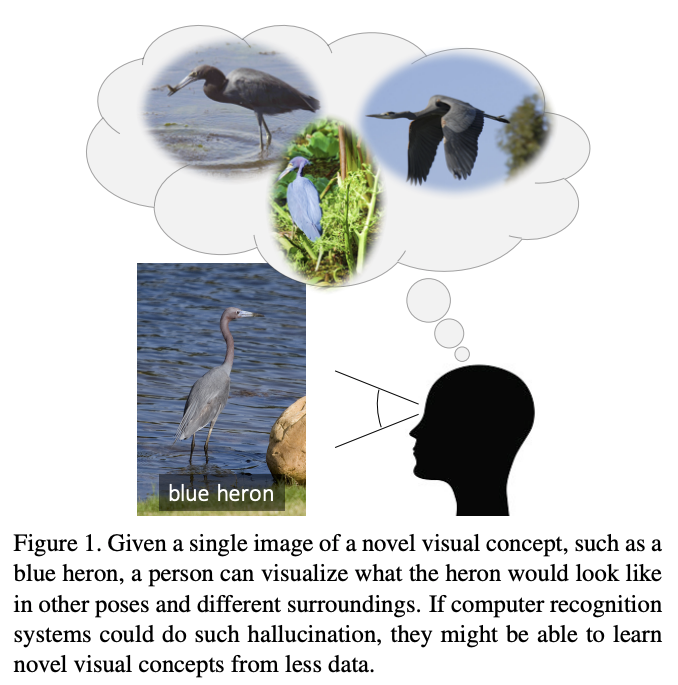 blue heron
Figure 1. Given a single image of a novel visual concept, such as a
blue heron, a person can visualize what the heron would look like
in other poses and different surroundings. If computer recognition
systems could do such hallucination, they might be able to learn
novel visual concepts from less data.